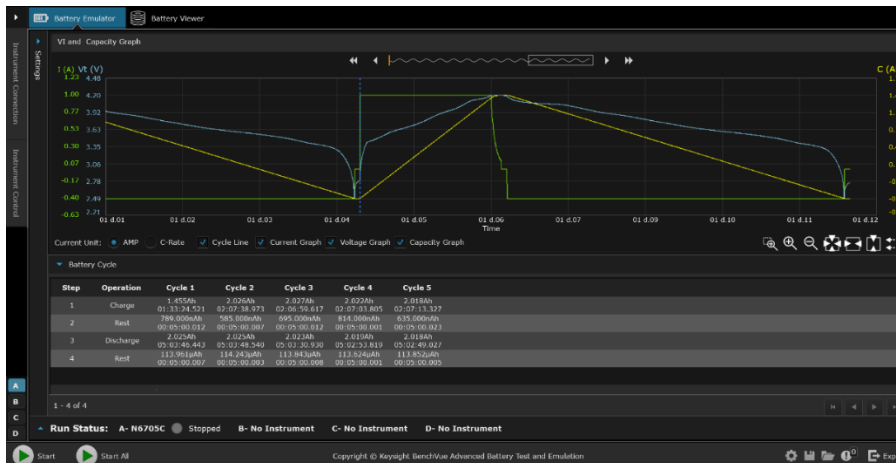 Battery Emulator Battery Viewer
Instrument Connection
Instrument Control
Settings
VI and Capacity Graph
I (A) Vt (V)
C (A
1.23 4.48
1.00 4.20
0.77 3.92
0.53 3.63
0.30 3.35
0.07 3.06
-0.17 2.78
-0.40 2.49
-0.63 2.21
01 d.01 01 d.02 01 d.03 01 d.04 01 d.05 01 d.06 01 d.07 01 d.09 01 d.10 01 d.11 01 d.12
Time
Current Unit: AMP C-Rate Cycle Line Current Graph Voltage Graph Capacity Graph
Battery Cycle
Step Operation Cycle 1 Cycle 2 Cycle 3 Cycle 4 Cycle 5
1 Charge 1.455Ah 2.026Ah 2.027Ah 2.022Ah 2.018Ah
01:33:24.521 02:07:38.973 02:06:59.617 02:07:03.805 02:07:13.327
2 Rest 789.000nAh 585.000nAh 695.000nAh 814.000nAh 635.000nAh
00:05:00.012 00:05:00.007 00:05:00.012 00:05:00.001 00:05:00.023
3 Discharge 2.025Ah 2.025Ah 2.023Ah 2.019Ah 2.018Ah
05:03:46.443 05:03:48.540 05:03:30.930 05:02:53.819 05:02:49.027
4 Rest 113.961µAh 114.243µAh 113.843µAh 113.624µAh 113.852µAh
00:05:00.007 00:05:00.003 00:05:00.008 00:05:00.001 00:05:00.005
1 - 4 of 4
A
B
C
D
Run Status: A- N6705C Stopped B- No Instrument C- No Instrument D- No Instrument
Start Start All Copyright © Keysight BenchVue Advanced Battery Test and Emulation 0 Exp